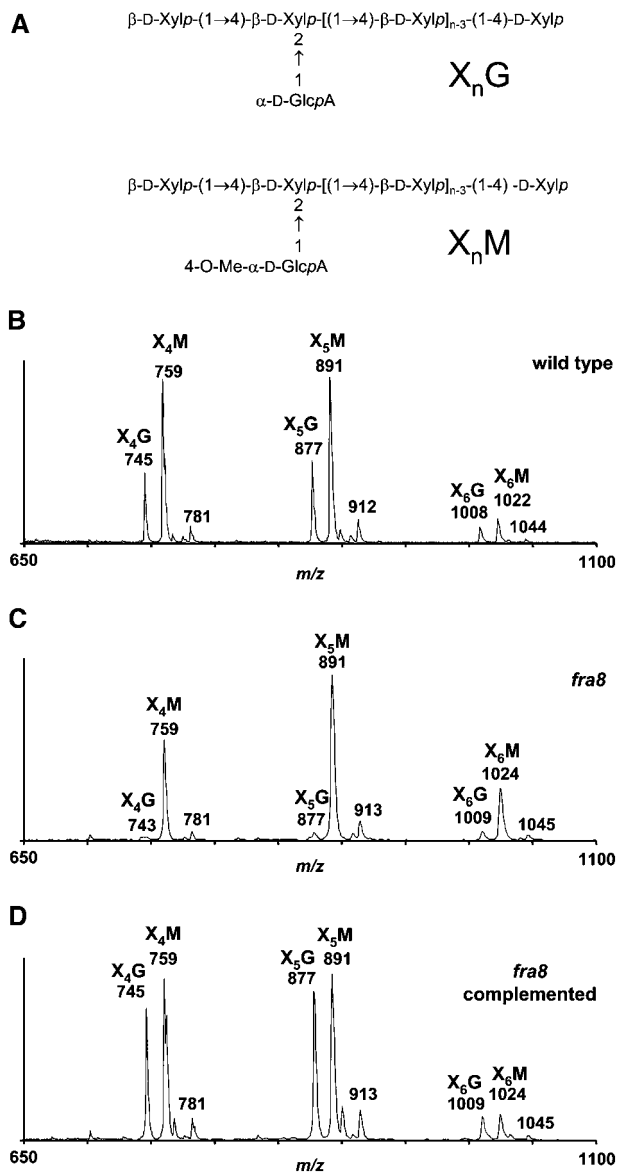 A
β-D-Xylp-(1→4)-β-D-Xylp-[(1→4)-β-D-Xylp]n-3-(1-4)-D-Xylp
2
↑
1
α-D-GlcpA
XnG
β-D-Xylp-(1→4)-β-D-Xylp-[(1→4)-β-D-Xylp]n-3-(1-4) -D-Xylp
2
↑
1
4-O-Me-α-D-GlcpA
XnM
B
wild type
X4M
759
X5M
891
X4G
745
X5G
877
781
912
X6G
1008
X6M
1022
1044
650
m/z
1100
C
fra8
X5M
891
X4M
759
X6M
1024
X4G
743
781
X5G
877
913
X6G
1009
1045
650
m/z
1100
D
fra8
complemented
X4M
759
X5M
891
X4G
745
X5G
877
781
913
X6G
1009
X6M
1024
1045
650
m/z
1100